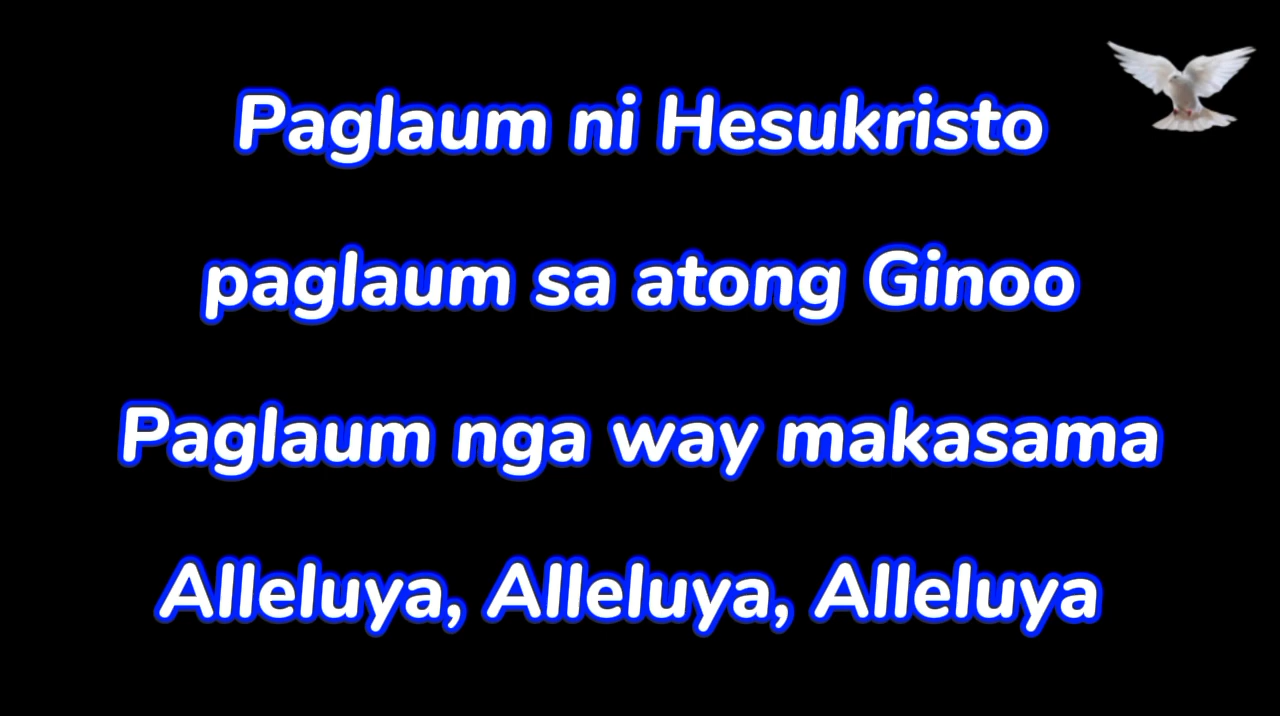 Paglaum ni Hesukristo
paglaum sa atong Ginoo
Paglaum nga way makasama
Alleluya, Alleluya, Alleluya